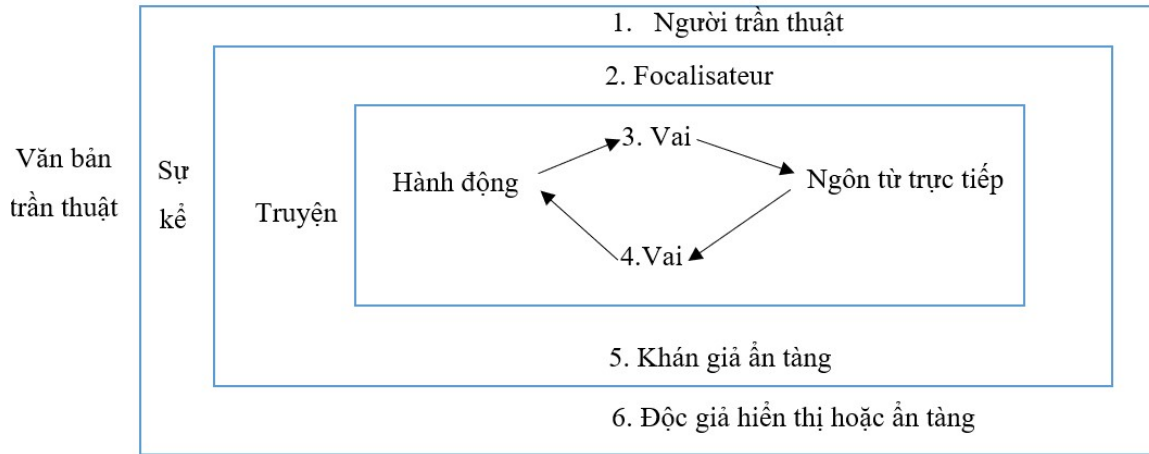 1. Người trần thuật
2. Focalisateur
3. Vai
Văn bản
trần thuật
Sự
kể
Truyện
Hành động
Ngôn từ trực tiếp
4.Vai
5. Khán giả ẩn tàng
6. Độc giả hiển thị hoặc ẩn tàng